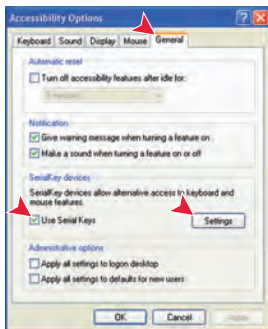 Accessibility Options
Keyboard Sound Display Mouse General
Automatic reset
Turn off accessibility features after idle for:
Notification
Give warning message when turning a feature on
Make a sound when turning a feature on or off
SerialKey devices
SerialKey devices allow alternative access to keyboard and
mouse features.
Use Serial Keys
Settings
Administrative options
Apply all settings to logon desktop
Apply all settings to defaults for new users
OK Cancel Apply